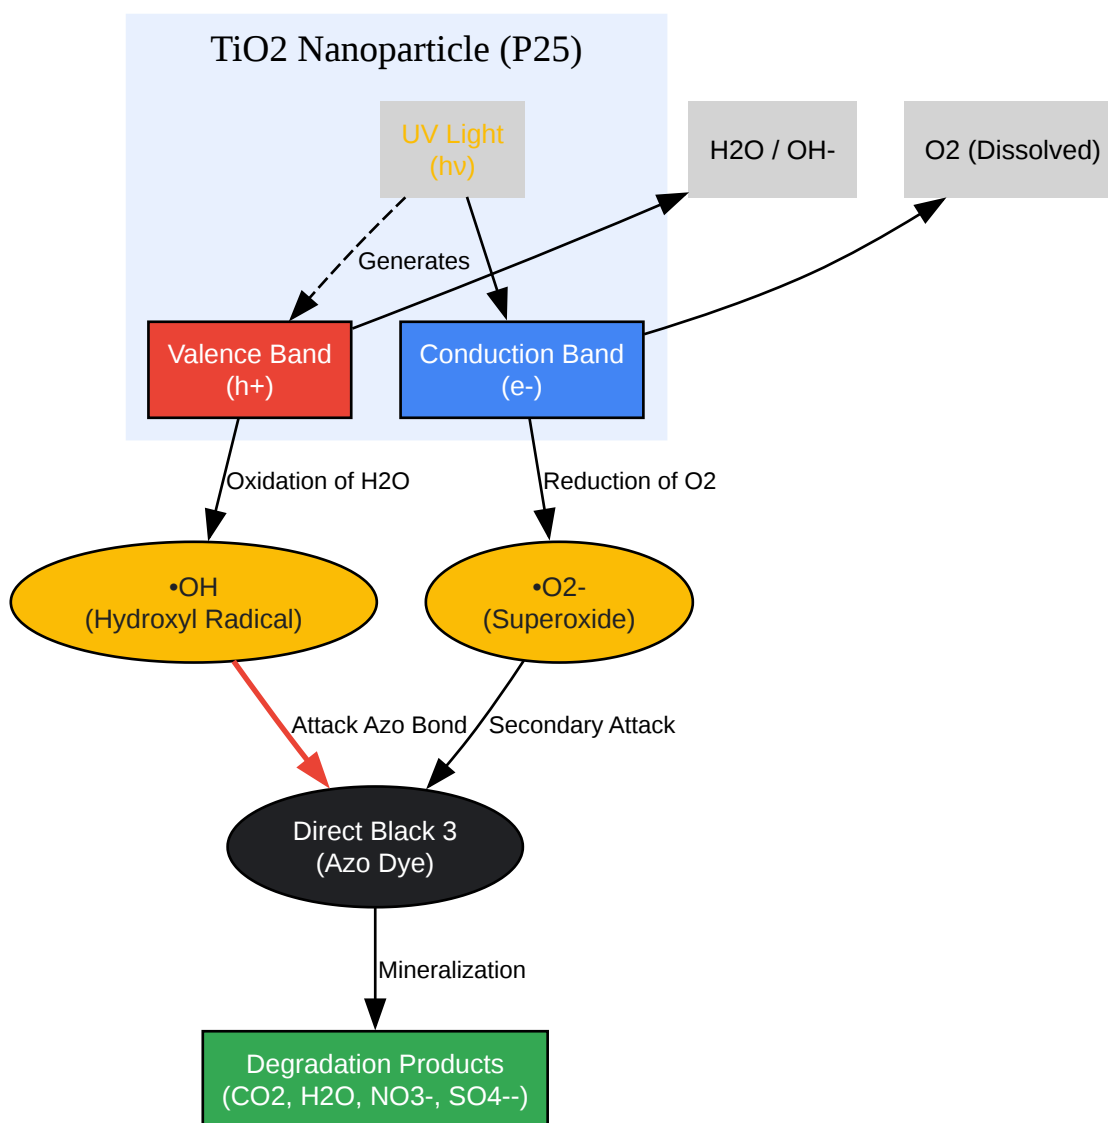 TiO2 Nanoparticle (P25)
UV Light
(hν)
H2O / OH-
O2 (Dissolved)
Generates
Valence Band
(h+)
Conduction Band
(e-)
Oxidation of H2O
Reduction of O2
•OH
(Hydroxyl Radical)
•O2-
(Superoxide)
Attack Azo Bond
Secondary Attack
Direct Black 3
(Azo Dye)
Mineralization
Degradation Products
(CO2, H2O, NO3-, SO4--)